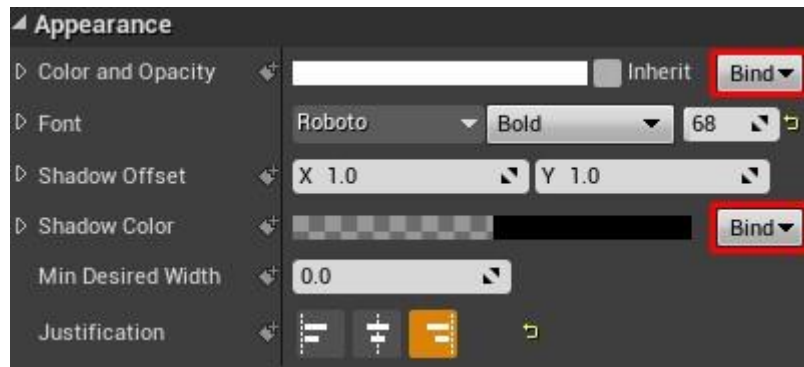 Appearance
Color and Opacity Inherit Bind
Font Roboto Bold 68
Shadow Offset X 1.0 Y 1.0
Shadow Color Bind
Min Desired Width 0.0
Justification